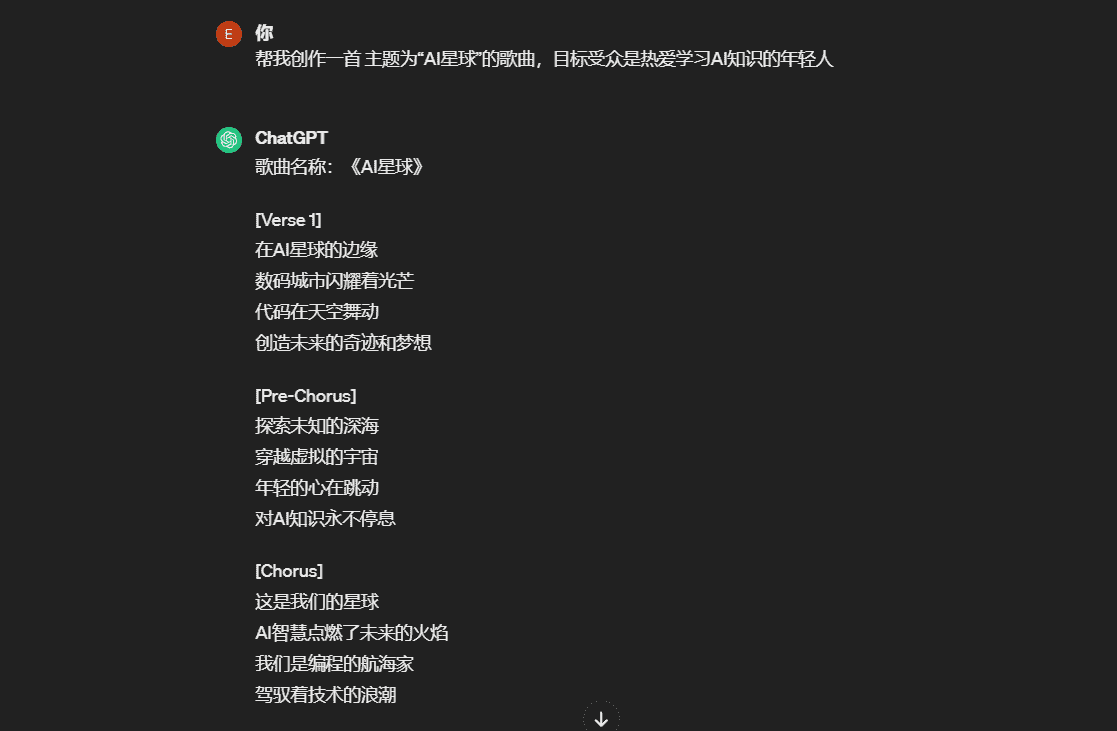 E
你
帮我创作一首 主题为“AI星球”的歌曲，目标受众是热爱学习AI知识的年轻人
ChatGPT
歌曲名称：《AI星球》
[Verse 1]
在AI星球的边缘
数码城市闪耀着光芒
代码在天空舞动
创造未来的奇迹和梦想
[Pre-Chorus]
探索未知的深海
穿越虚拟的宇宙
年轻的心在跳动
对AI知识永不停息
[Chorus]
这是我们的星球
AI智慧点燃了未来的火焰
我们是编程的航海家
驾驭着技术的浪潮